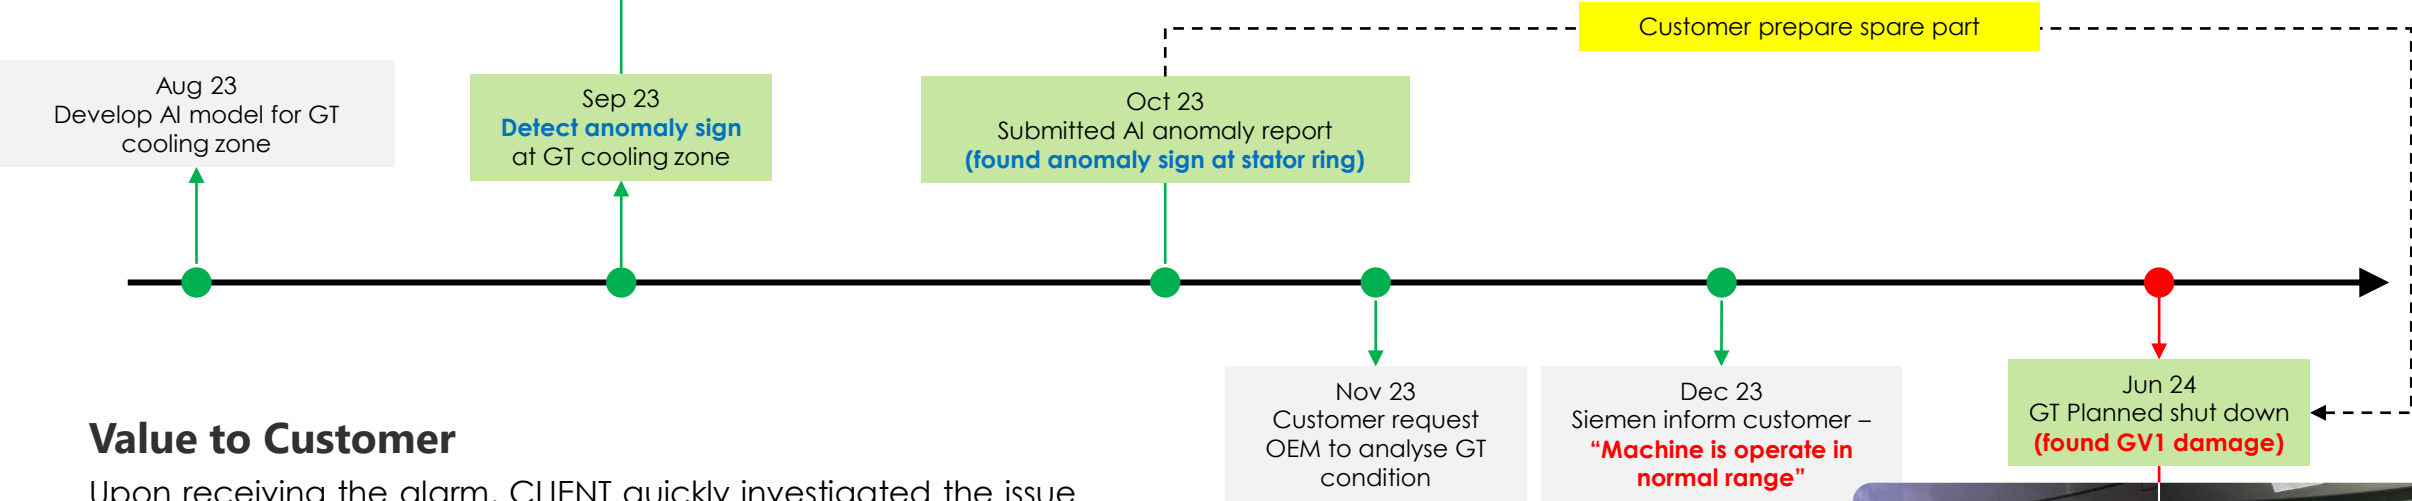 Customer prepare spare part
Aug 23
Develop AI model for GT
cooling zone
Sep 23
Detect anomaly sign
at GT cooling zone
Oct 23
Submitted AI anomaly report
(found anomaly sign at stator ring)
Nov 23
Customer request
OEM to analyse GT
condition
Dec 23
Siemen inform customer –
“Machine is operate in
normal range”
Jun 24
GT Planned shut down
(found GV1 damage)
Value to Customer
Upon receiving the alarm, CLIENT quickly investigated the issue